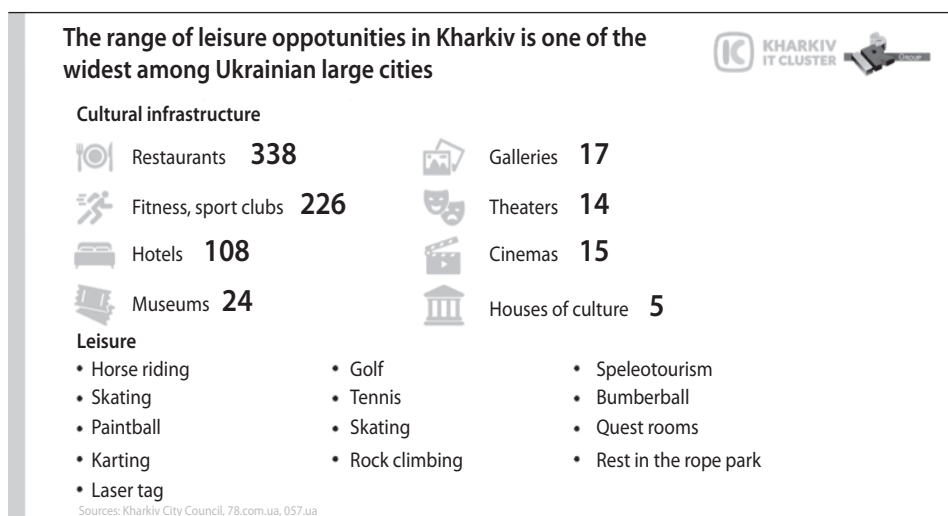 The range of leisure oppotunities in Kharkiv is one of the
widest among Ukrainian large cities
KHARKIV
IT CLUSTER
GROUP
Cultural infrastructure
Restaurants 338
Galleries 17
Fitness, sport clubs 226
Theaters 14
Hotels 108
Cinemas 15
Museums 24
Houses of culture 5
Leisure
• Horse riding
• Skating
• Paintball
• Karting
• Laser tag
• Golf
• Tennis
• Skating
• Rock climbing
• Speleotourism
• Bumberball
• Quest rooms
• Rest in the rope park
Sources: Kharkiv City Council, 78.com.ua, 057.ua